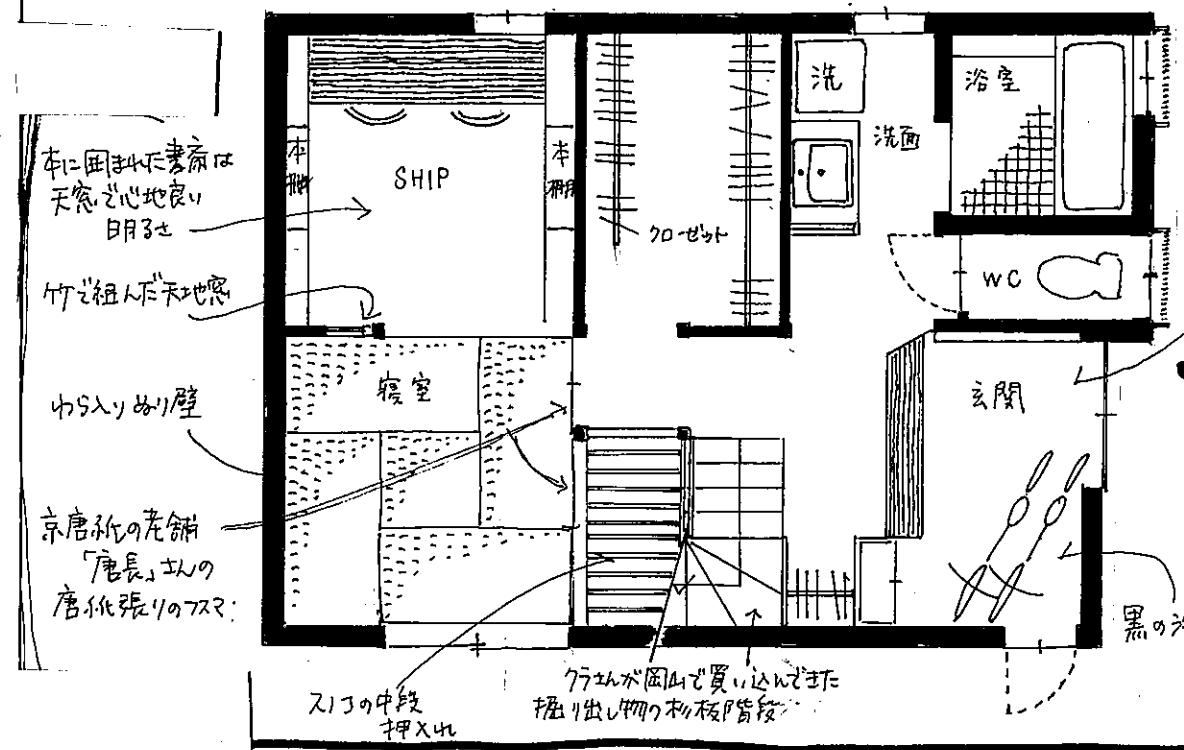 本に囲まれた書斎は
天窓で心地良い
明るさ
竹で組んだ天地窓
わら入りぬり壁
京唐紙の老舗
「唐長」さんの
唐紙張りのフスマ
本棚
SHIP
本棚
クローゼット
洗
洗面
浴室
WC
寝室
玄関
スノコの中段
押入れ
クラさんが岡山で買い込んできた
掘り出し物の杉板階段
黒の